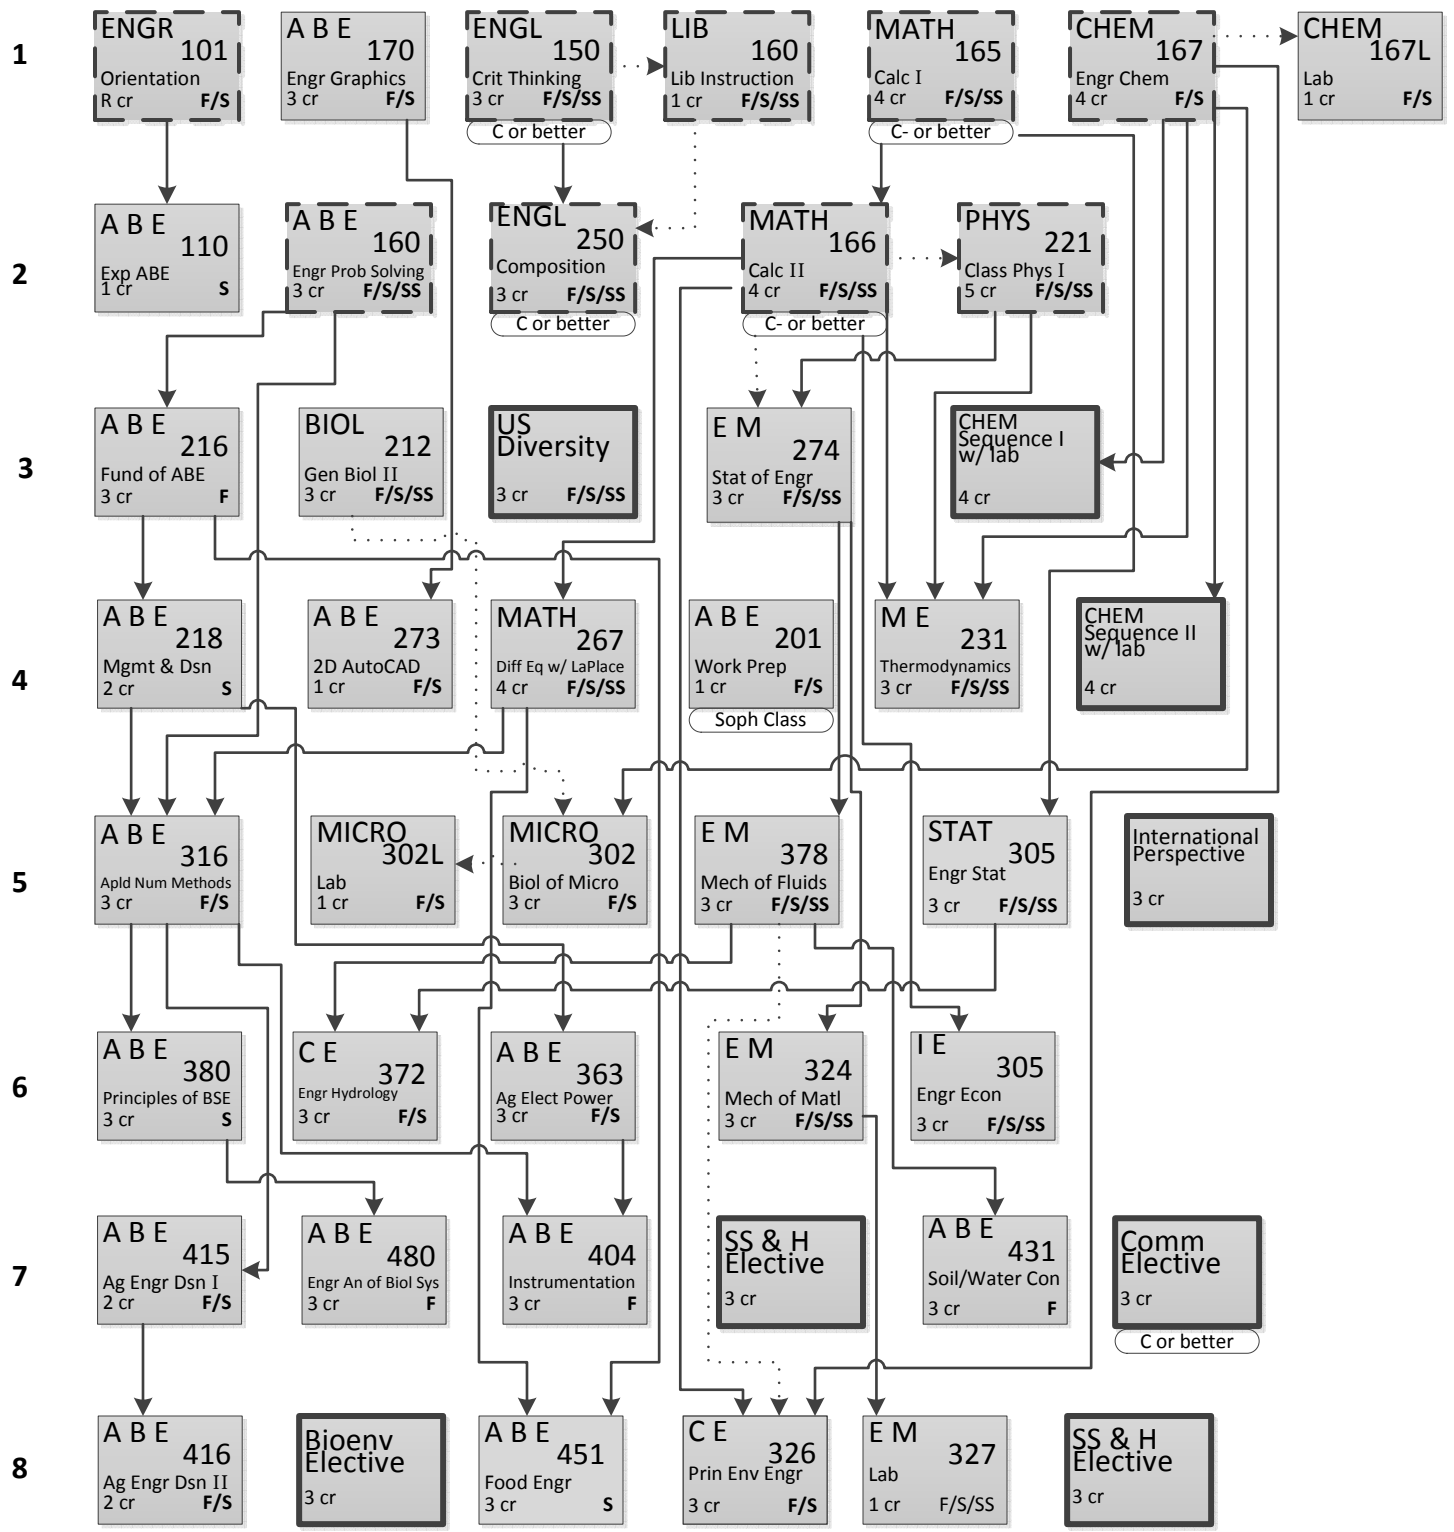 1
ENGR
101
Orientation
R cr F/S
A B E
170
Engr Graphics
3 cr F/S
ENGL
150
Crit Thinking
3 cr F/S/SS
C or better
LIB
160
Lib Instruction
1 cr F/S/SS
MATH
165
Calc I
4 cr F/S/SS
C- or better
CHEM
167
Engr Chem
4 cr F/S
CHEM
167L
Lab
1 cr F/S
2
A B E
110
Exp ABE
1 cr S
A B E
160
Engr Prob Solving
3 cr F/S/SS
ENGL
250
Composition
3 cr F/S/SS
C or better
MATH
166
Calc II
4 cr F/S/SS
C- or better
PHYS
221
Class Phys I
5 cr F/S/SS
3
A B E
216
Fund of ABE
3 cr F
BIOL
212
Gen Biol II
3 cr F/S/SS
US
Diversity
3 cr F/S/SS
E M
274
Stat of Engr
3 cr F/S/SS
CHEM
Sequence I
w/ lab
4 cr
4
A B E
218
Mgmt & Dsn
2 cr S
A B E
273
2D AutoCAD
1 cr F/S
MATH
267
Diff Eq w/ LaPlace
4 cr F/S/SS
A B E
201
Work Prep
1 cr F/S
Soph Class
M E
231
Thermodynamics
3 cr F/S/SS
CHEM
Sequence II
w/ lab
4 cr
5
A B E
316
Apld Num Methods
3 cr F/S
MICRO
302L
Lab
1 cr F/S
MICRO
302
Biol of Micro
3 cr F/S
E M
378
Mech of Fluids
3 cr F/S/SS
STAT
305
Engr Stat
3 cr F/S/SS
International
Perspective
3 cr
6
A B E
380
Principles of BSE
3 cr S
C E
372
Engr Hydrology
3 cr F/S
A B E
363
Ag Elect Power
3 cr F/S
E M
324
Mech of Matl
3 cr F/S/SS
I E
305
Engr Econ
3 cr F/S/SS
7
A B E
415
Ag Engr Dsn I
2 cr F/S
A B E
480
Engr An of Biol Sys
3 cr F
A B E
404
Instrumentation
3 cr F
SS & H
Elective
3 cr
A B E
431
Soil/Water Con
3 cr F
Comm
Elective
3 cr
C or better
8
A B E
416
Ag Engr Dsn II
2 cr F/S
Bioenv
Elective
3 cr
A B E
451
Food Engr
3 cr S
C E
326
Prin Env Engr
3 cr F/S
E M
327
Lab
1 cr F/S/SS
SS & H
Elective
3 cr